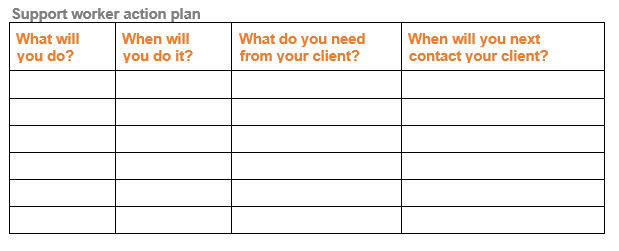 Support worker action plan
What will
you do?
When will
you do it?
What do you need
from your client?
When will you next
contact your client?